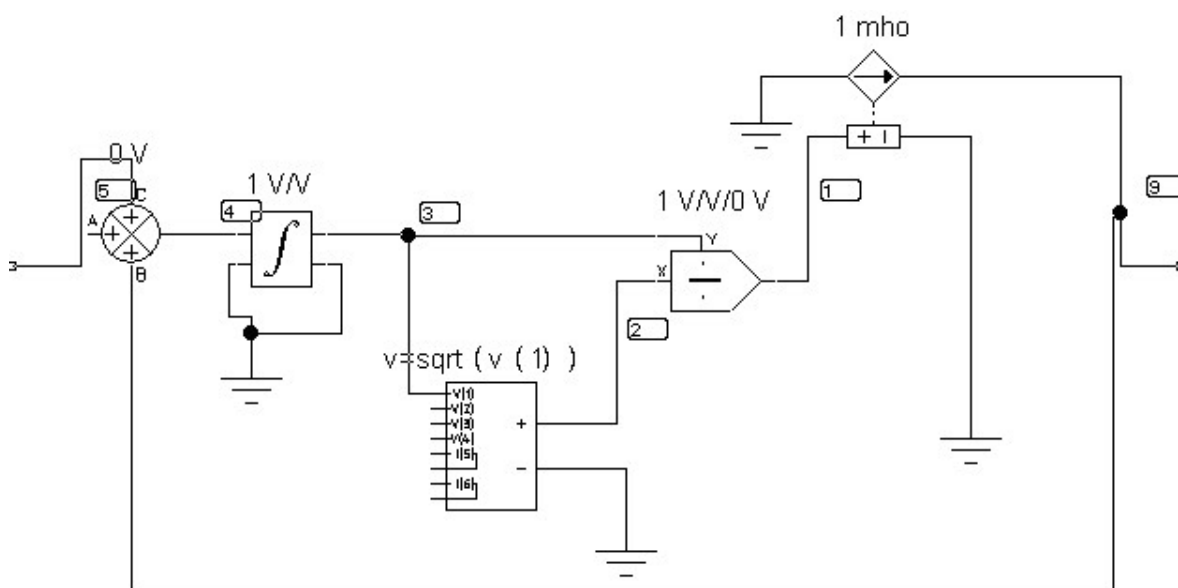 1 mho
0 V
5
C
A
B
1 V/V
4
3
1 V/V/0 V
Y
X
2
1
9
v=sqrt ( v ( 1 ) )
V(1)
V(2)
V(3)
V(4)
I(5)
I(6)